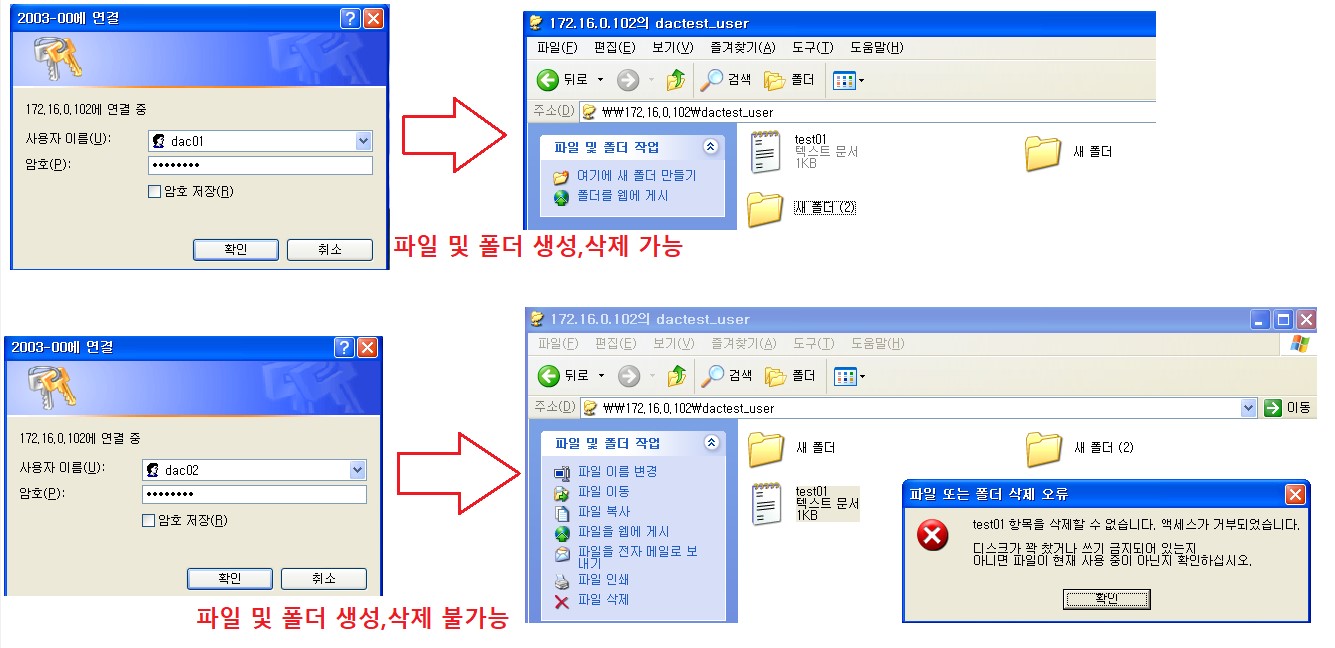 2003-00에 연결
172.16.0.102에 연결 중
사용자 이름(U):
dac01
암호(P):
●●●●●●●●
암호 저장(R)
확인
취소
172.16.0.102의 dactest_user
파일(F) 편집(E) 보기(V) 즐겨찾기(A) 도구(T) 도움말(H)
뒤로
검색
폴더
주소(D)
₩₩172.16.0.102₩dactest_user
파일 및 폴더 작업
여기에 새 폴더 만들기
폴더를 웹에 게시
test01
텍스트 문서
1KB
새 폴더
새 폴더 (2)
파일 및 폴더 생성,삭제 가능
2003-00에 연결
172.16.0.102에 연결 중
사용자 이름(U):
dac02
암호(P):
●●●●●●●●
암호 저장(R)
확인
취소
172.16.0.102의 dactest_user
파일(F) 편집(E) 보기(V) 즐겨찾기(A) 도구(T) 도움말(H)
뒤로
검색
폴더
주소(D)
₩₩172.16.0.102₩dactest_user
이동
파일 및 폴더 작업
파일 이름 변경
파일 이동
파일 복사
파일을 웹에 게시
파일을 전자 메일로 보
내기
파일 인쇄
파일 삭제
새 폴더
새 폴더 (2)
test01
텍스트 문서
1KB
파일 또는 폴더 삭제 오류
test01 항목을 삭제할 수 없습니다. 액세스가 거부되었습니다.
디스크가 꽉 찼거나 쓰기 금지되어 있는지
아니면 파일이 현재 사용 중이 아닌지 확인하십시오.
확인
파일 및 폴더 생성,삭제 불가능